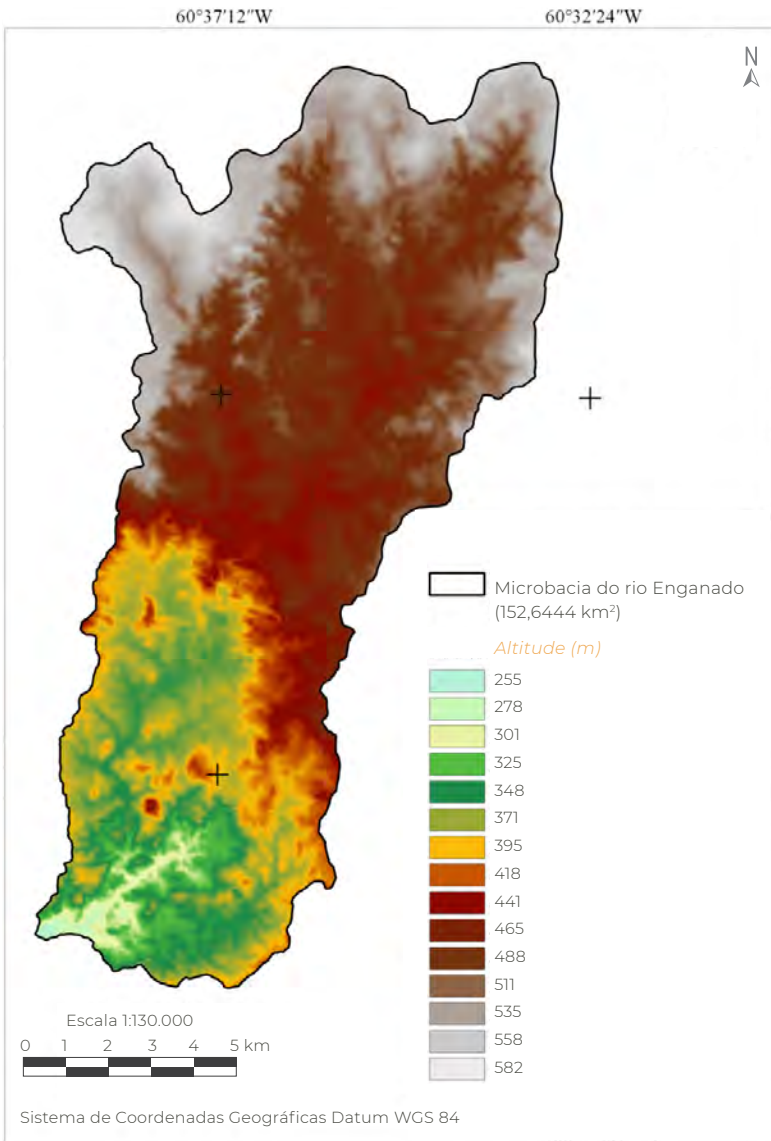 60°37'12"W 60°32'24"W
N
Microbacia do rio Enganado
(152,6444 km²)
Altitude (m)
255
278
301
325
348
371
395
418
441
465
488
511
535
558
582
Escala 1:130.000
0 1 2 3 4 5 km
Sistema de Coordenadas Geográficas Datum WGS 84